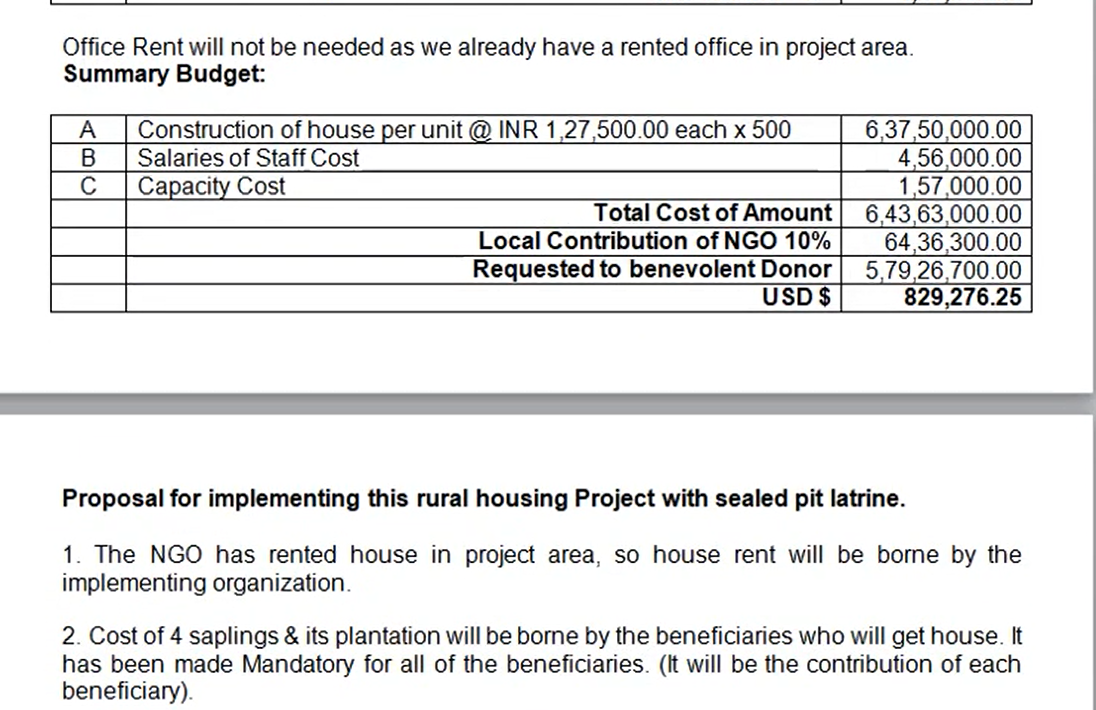 Office Rent will not be needed as we already have a rented office in project area.
Summary Budget:
A Construction of house per unit @ INR 1,27,500.00 each x 500 6,37,50,000.00
B Salaries of Staff Cost 4,56,000.00
C Capacity Cost 1,57,000.00
Total Cost of Amount 6,43,63,000.00
Local Contribution of NGO 10% 64,36,300.00
Requested to benevolent Donor 5,79,26,700.00
USD $ 829,276.25
Proposal for implementing this rural housing Project with sealed pit latrine.
1. The NGO has rented house in project area, so house rent will be borne by the
implementing organization.
2. Cost of 4 saplings & its plantation will be borne by the beneficiaries who will get house. It
has been made Mandatory for all of the beneficiaries. (It will be the contribution of each
beneficiary).